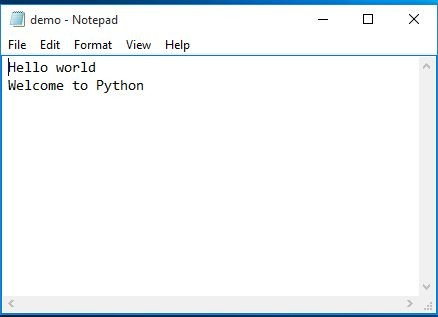 demo - Notepad
File Edit Format View Help
Hello world
Welcome to Python